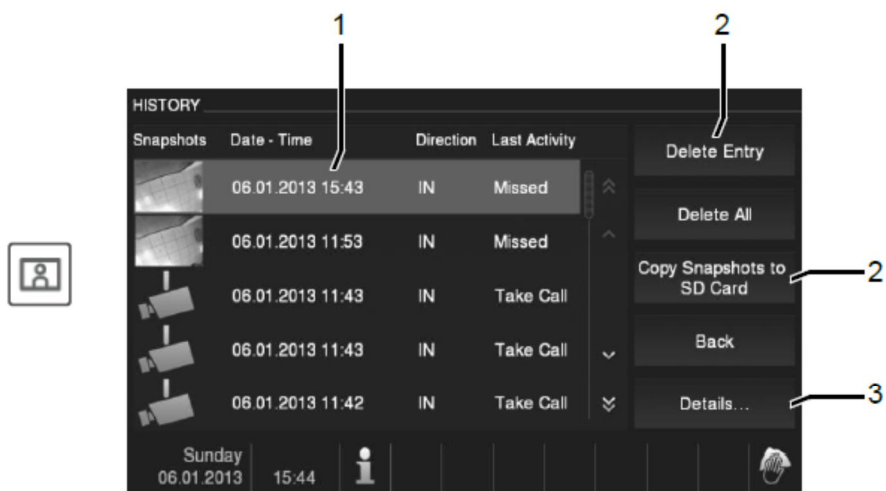 1
2
HISTORY
Snapshots Date - Time Direction Last Activity
06.01.2013 15:43 IN Missed
06.01.2013 11:53 IN Missed
06.01.2013 11:43 IN Take Call
06.01.2013 11:43 IN Take Call
06.01.2013 11:42 IN Take Call
Delete Entry
Delete All
Copy Snapshots to
SD Card
2
Back
Details...
3
Sunday
06.01.2013 15:44